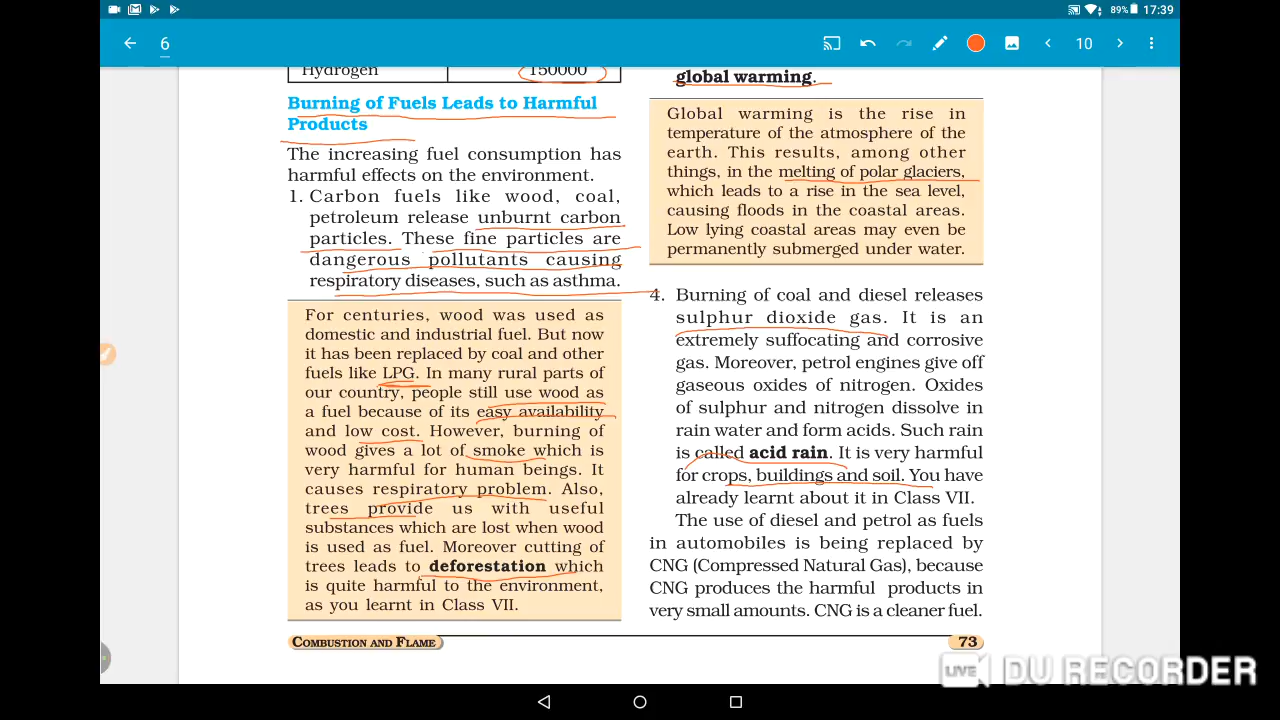 89% 17:39
6
10
Hydrogen 150000
Burning of Fuels Leads to Harmful
Products
The increasing fuel consumption has
harmful effects on the environment.
1. Carbon fuels like wood, coal,
petroleum release unburnt carbon
particles. These fine particles are
dangerous pollutants causing
respiratory diseases, such as asthma.
For centuries, wood was used as
domestic and industrial fuel. But now
it has been replaced by coal and other
fuels like LPG. In many rural parts of
our country, people still use wood as
a fuel because of its easy availability
and low cost. However, burning of
wood gives a lot of smoke which is
very harmful for human beings. It
causes respiratory problem. Also,
trees provide us with useful
substances which are lost when wood
is used as fuel. Moreover cutting of
trees leads to deforestation which
is quite harmful to the environment,
as you learnt in Class VII.
global warming.
Global warming is the rise in
temperature of the atmosphere of the
earth. This results, among other
things, in the melting of polar glaciers,
which leads to a rise in the sea level,
causing floods in the coastal areas.
Low lying coastal areas may even be
permanently submerged under water.
4. Burning of coal and diesel releases
sulphur dioxide gas. It is an
extremely suffocating and corrosive
gas. Moreover, petrol engines give off
gaseous oxides of nitrogen. Oxides
of sulphur and nitrogen dissolve in
rain water and form acids. Such rain
is called acid rain. It is very harmful
for crops, buildings and soil. You have
already learnt about it in Class VII.
The use of diesel and petrol as fuels
in automobiles is being replaced by
CNG (Compressed Natural Gas), because
CNG produces the harmful products in
very small amounts. CNG is a cleaner fuel.
COMBUSTION AND FLAME
73
LIVE DU RECORDER